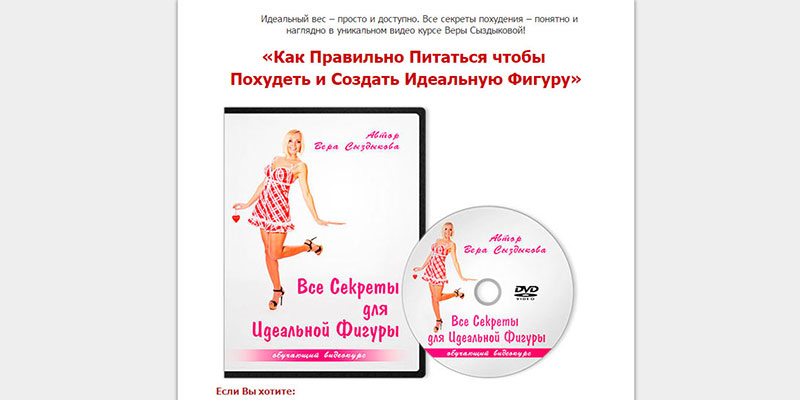 Идеальный вес – просто и доступно. Все секреты похудения – понятно и
наглядно в уникальном видео курсе Веры Сыздыковой!
«Как Правильно Питаться чтобы
Похудеть и Создать Идеальную Фигуру»
Автор
Вера Сыздыкова
Все Секреты
для
Идеальной Фигуры
обучающий видеокурс
Автор
Вера Сыздыкова
DVD
VIDEO
Все Секреты
для Идеальной Фигуры
обучающий видеокурс
Если Вы хотите: